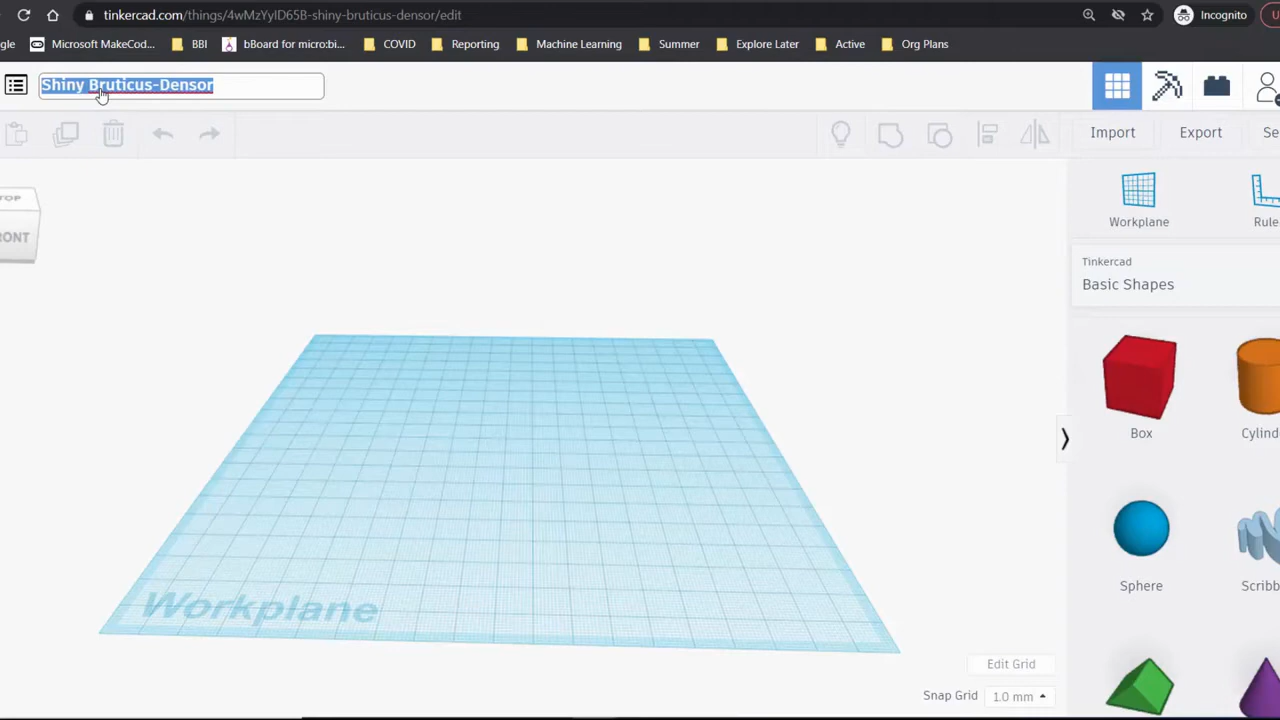 tinkercad.com/things/4wMzYyID65B-shiny-bruticus-densor/edit
Incognito
gle Microsoft MakeCod... BBI bBoard for micro:bi... COVID Reporting Machine Learning Summer Explore Later Active Org Plans
Shiny Bruticus-Densor
Import Export Se
TOP
RONT
Workplane Rule
Tinkercad
Basic Shapes
Box Cylind
Sphere Scribb
Workplane
Edit Grid
Snap Grid 1.0 mm